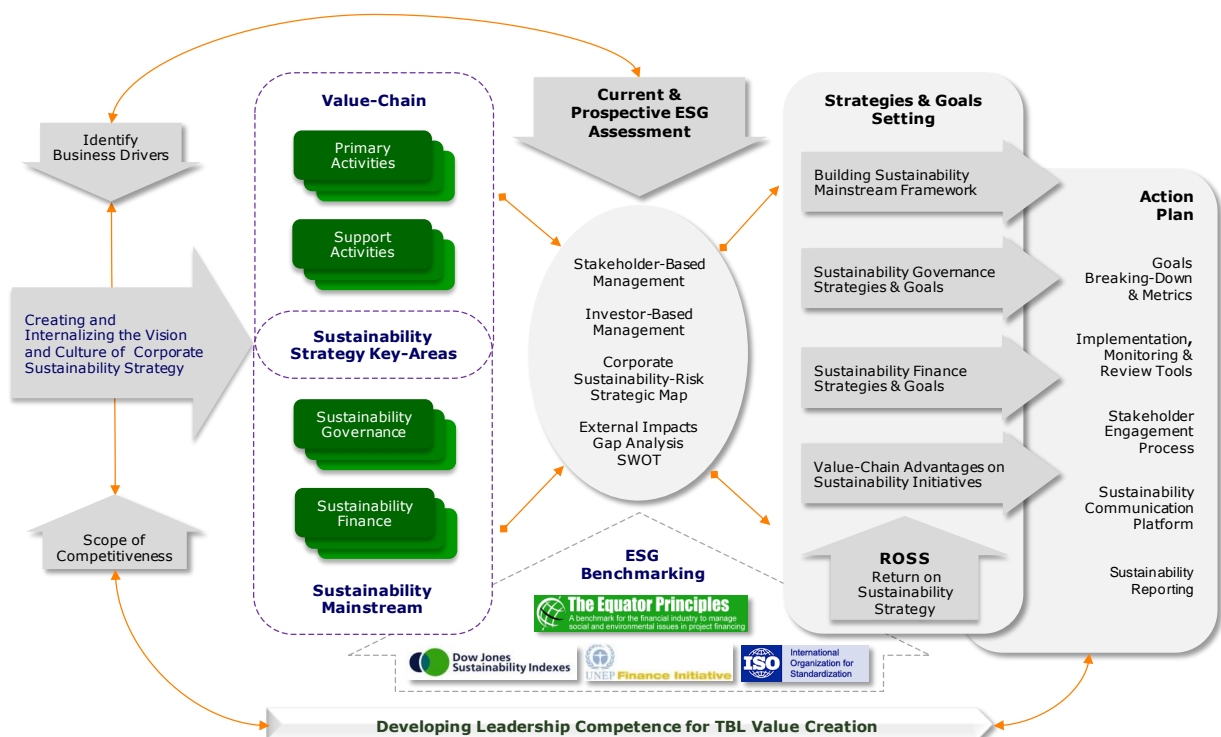 Identify
Business Drivers
Creating and
Internalizing the Vision
and Culture of Corporate
Sustainability Strategy
Scope of
Competitiveness
Value-Chain
Primary
Activities
Support
Activities
Sustainability
Strategy Key-Areas
Sustainability
Governance
Sustainability
Finance
Sustainability
Mainstream
Current &
Prospective ESG
Assessment
Stakeholder-Based
Management
Investor-Based
Management
Corporate
Sustainability-Risk
Strategic Map
External Impacts
Gap Analysis
SWOT
ESG
Benchmarking
The Equator Principles
A benchmark for the financial industry to manage
social and environmental issues in project financing
Dow Jones
Sustainability Indexes
UNEP Finance Initiative
ISO
International
Organization for
Standardization
Strategies & Goals
Setting
Building Sustainability
Mainstream Framework
Sustainability Governance
Strategies & Goals
Sustainability Finance
Strategies & Goals
Value-Chain Advantages on
Sustainability Initiatives
ROSS
Return on
Sustainability
Strategy
Action
Plan
Goals
Breaking-Down
& Metrics
Implementation,
Monitoring &
Review Tools
Stakeholder
Engagement
Process
Sustainability
Communication
Platform
Sustainability
Reporting
Developing Leadership Competence for TBL Value Creation